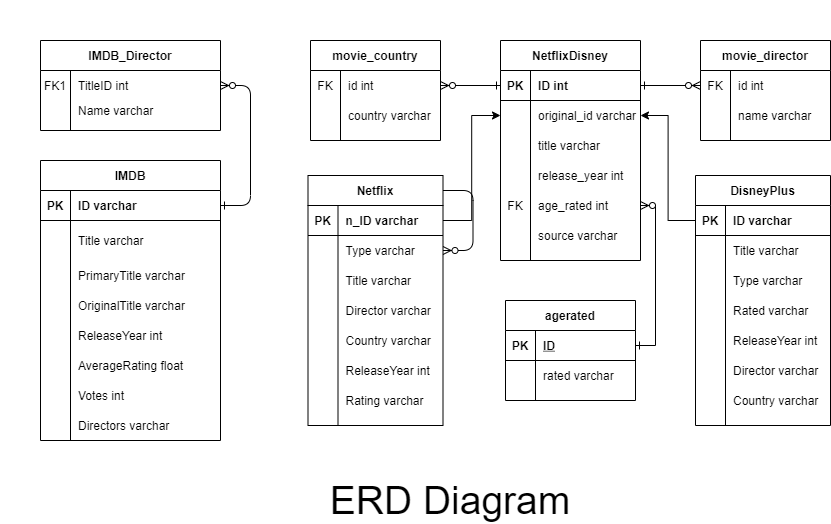 IMDB_Director
FK1 TitleID int
Name varchar
IMDB
PK ID varchar
Title varchar
PrimaryTitle varchar
OriginalTitle varchar
ReleaseYear int
AverageRating float
Votes int
Directors varchar
movie_country
FK id int
country varchar
NetflixDisney
PK ID int
original_id varchar
title varchar
release_year int
FK age_rated int
source varchar
movie_director
FK id int
name varchar
Netflix
PK n_ID varchar
Type varchar
Title varchar
Director varchar
Country varchar
ReleaseYear int
Rating varchar
agerated
PK ID
rated varchar
DisneyPlus
PK ID varchar
Title varchar
Type varchar
Rated varchar
ReleaseYear int
Director varchar
Country varchar
ERD Diagram